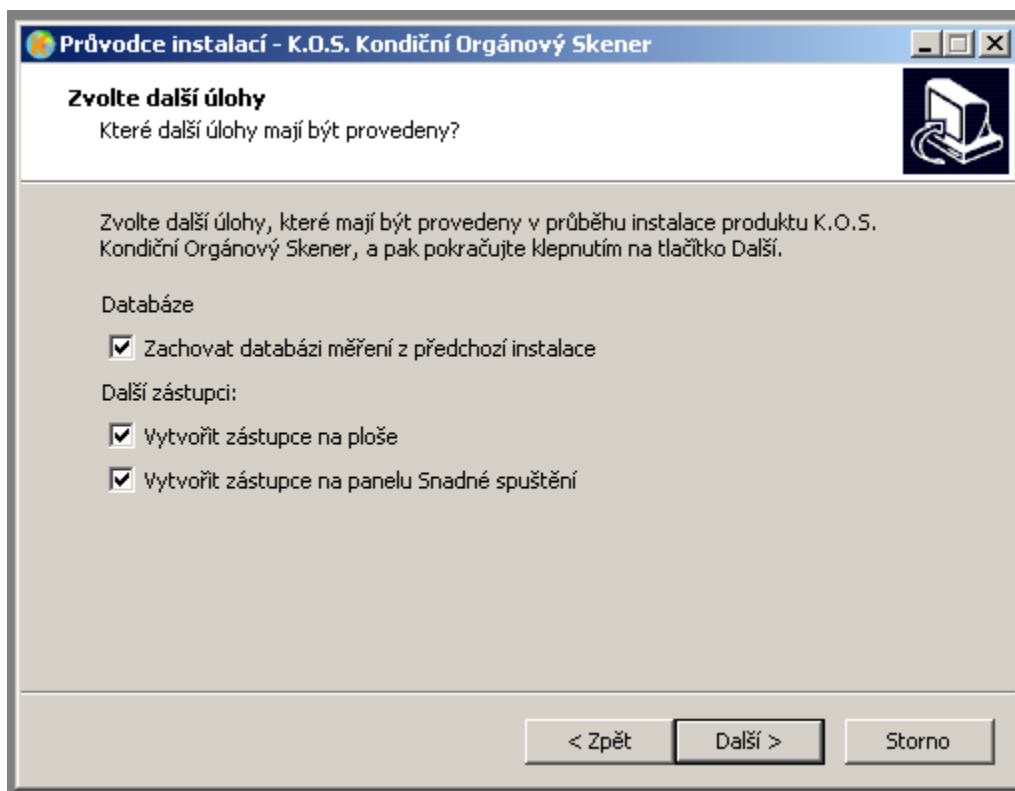 Průvodce instalací - K.O.S. Kondiční Orgánový Skener
Zvolte další úlohy
Které další úlohy mají být provedeny?
Zvolte další úlohy, které mají být provedeny v průběhu instalace produktu K.O.S.
Kondiční Orgánový Skener, a pak pokračujte klepnutím na tlačítko Další.
Databáze
Zachovat databázi měření z předchozí instalace
Další zástupci:
Vytvořit zástupce na ploše
Vytvořit zástupce na panelu Snadné spuštění
< Zpět
Další >
Storno